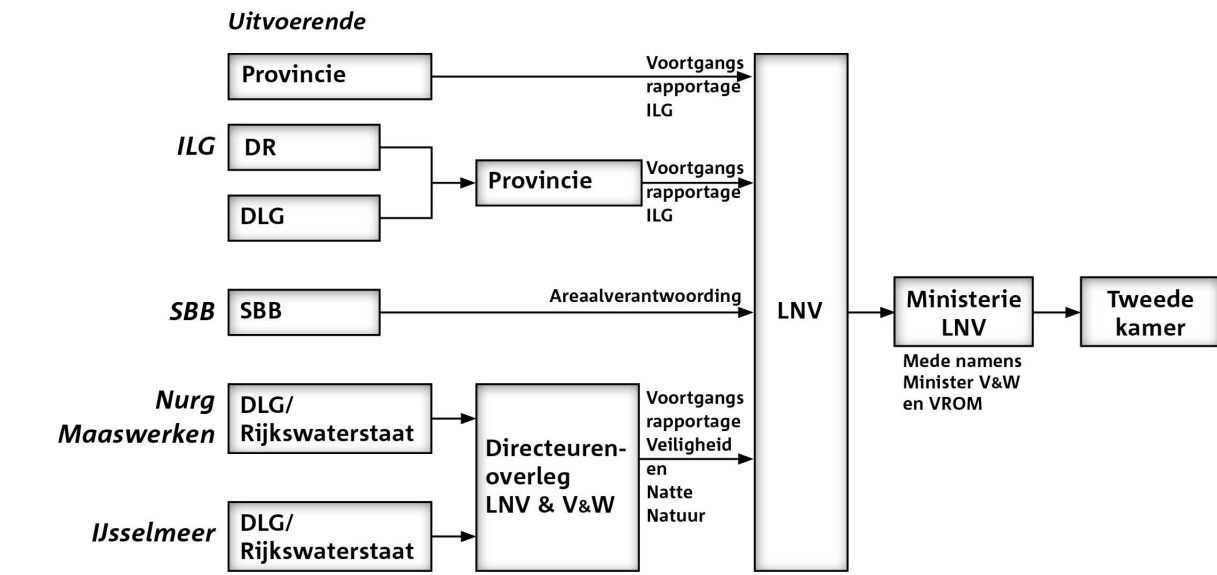 Uitvoerende
Provincie
Voortgangs
rapportage
ILG
ILG
DR
DLG
Provincie
Voortgangs
rapportage
ILG
SBB
SBB
Areaalverantwoording
LNV
Ministerie
LNV
Mede namens
Minister V&W
en VROM
Tweede
kamer
Nurg
Maaswerken
DLG/
Rijkswaterstaat
Directeuren-
overleg
LNV & V&W
Voortgangs
rapportage
Veiligheid
en
Natte
Natuur
IJsselmeer
DLG/
Rijkswaterstaat